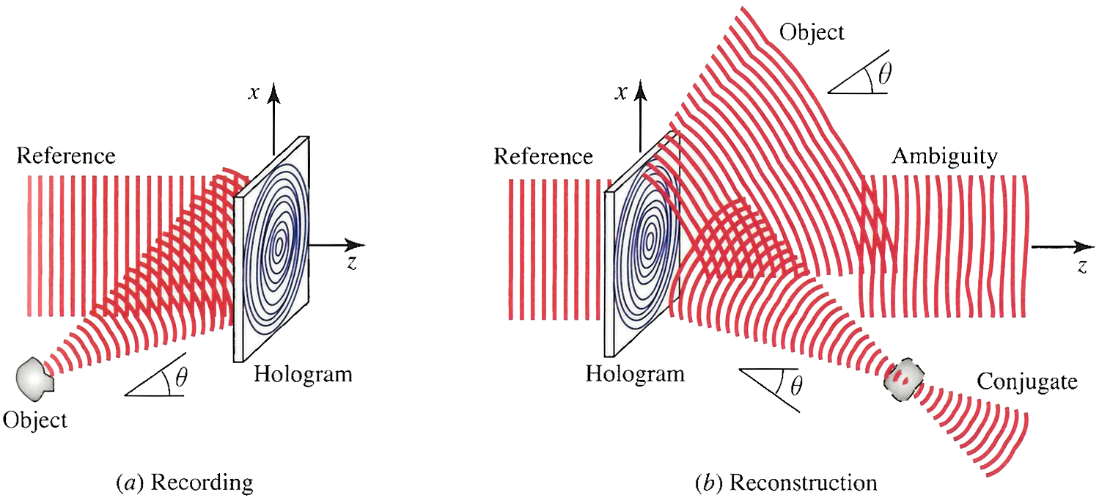 x
Reference
z
θ
Hologram
Object
(a) Recording
Object
θ
x
Reference
Ambiguity
z
Hologram
θ
Conjugate
(b) Reconstruction